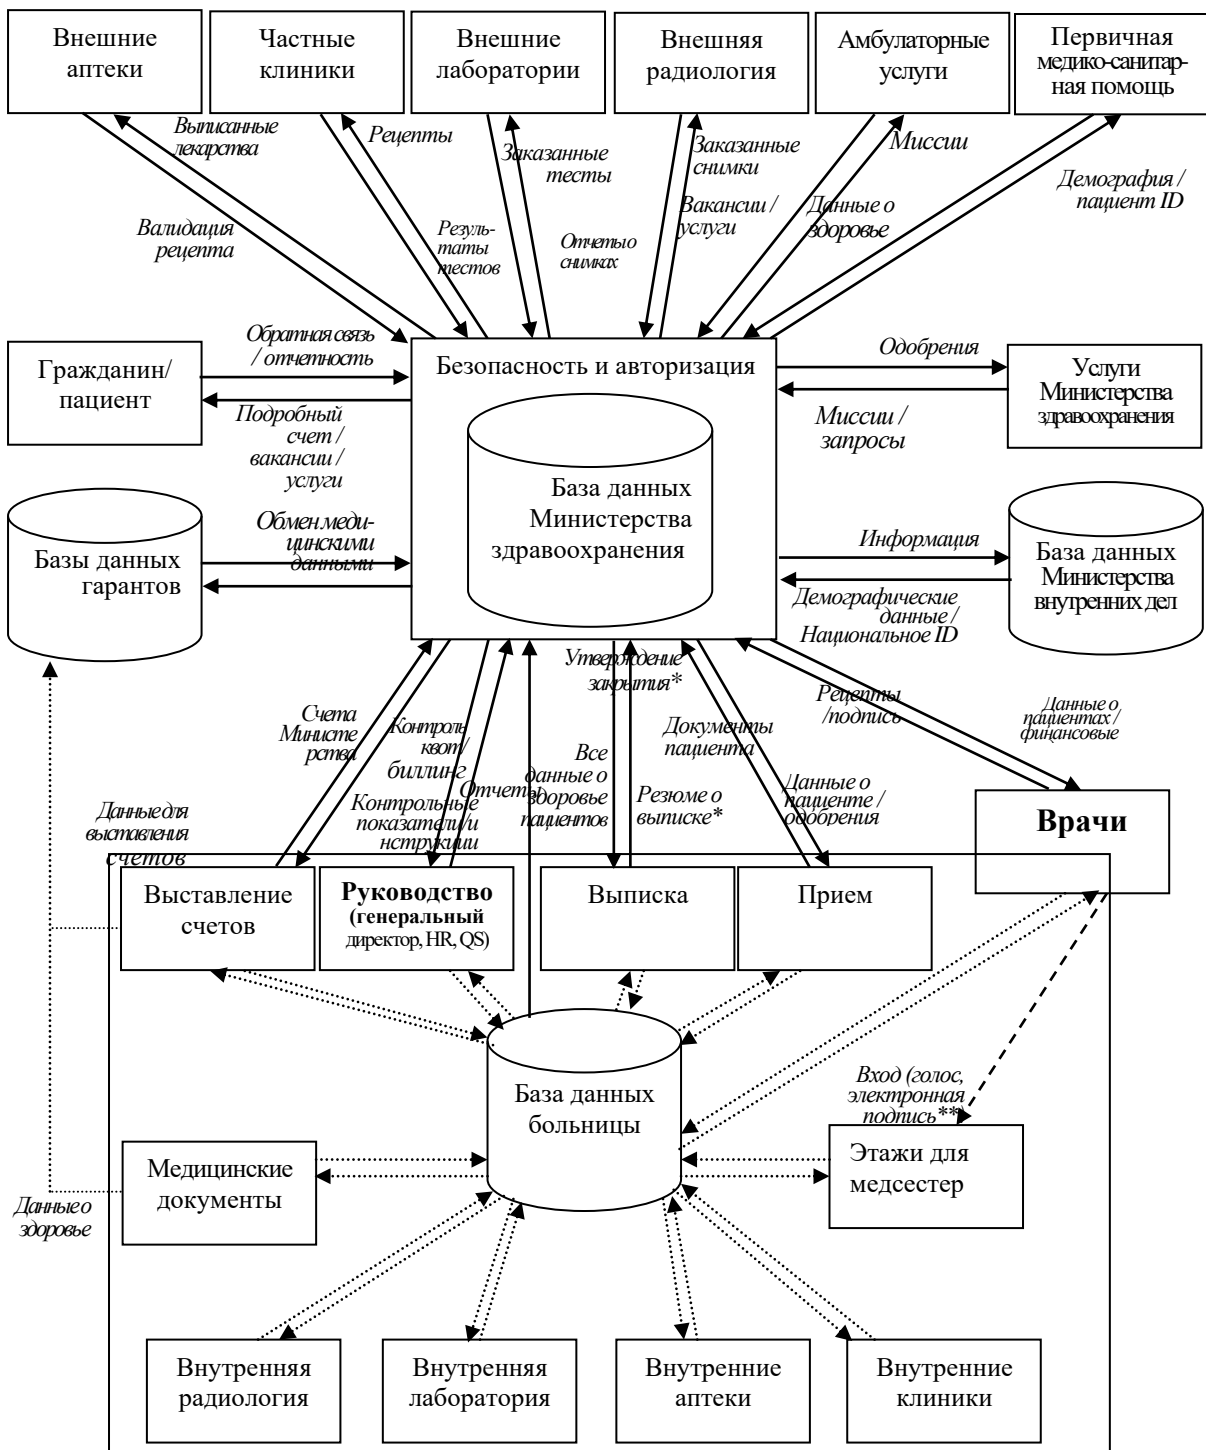 Внешние
аптеки
Частные
клиники
Внешние
лаборатории
Внешняя
радиология
Амбулаторные
услуги
Первичная
медико-санитар-
ная помощь
Выписанные
лекарства
Рецепты
Заказанные
тесты
Заказанные
снимки
Миссии
Демография /
пациент ID
Валидация
рецепта
Резуль-
таты
тестов
Отчеты о
снимках
Вакансии /
услуги
Данные о
здоровье
Обратная связь
/ отчетность
Гражданин/
пациент
Подробный
счет /
вакансии /
услуги
Безопасность и авторизация
База данных
Министерства
здравоохранения
Одобрения
Услуги
Министерства
здравоохранения
Миссии /
запросы
Базы данных
гарантов
Обмен меди-
цинскими
данными
Информация
База данных
Министерства
внутренних дел
Демографические
данные /
Национальное ID
Счета
Министе
рства
Контроль
квот/
биллинг
Отчеты
Контрольные
показатели/и
нструкции
Утверждение
закрытия*
Все
данные о
здоровье
пациентов
Резюме о
выписке*
Документы
пациента
Данные о
пациенте /
одобрения
Рецепты
/подпись
Данные о
пациентах /
финансовые
Данные для
выставления
счетов
Врачи
Выставление
счетов
Руководство
(генеральный
директор, HR, QS)
Выписка
Прием
База данных
больницы
Вход (голос,
электронная
подпись**)
Медицинские
документы
Этажи для
медсестер
Данные о
здоровье
Внутренняя
радиология
Внутренняя
лаборатория
Внутренние
аптеки
Внутренние
клиники